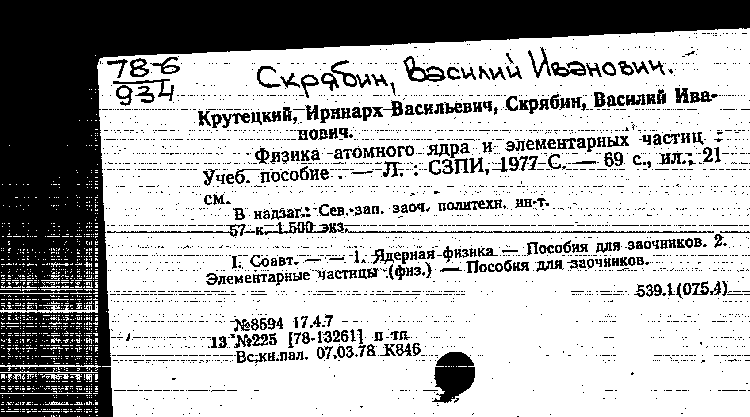 78-6
934
Скрябин, Василий Иванович.
Крутецкий, Иринарх Васильевич, Скрябин, Василий Ива-
нович.
Физика атомного ядра и элементарных частиц :
Учеб. пособие . — Л. : СЗПИ, 1977 С. — 69 с., ил.; 21
см.
В надзаг.: Сев.-зап. заоч. политехн. ин-т.
57 к. 1.500 экз.
I. Соавт. — — 1. Ядерная физика — Пособия для заочников. 2.
Элементарные частицы (физ.) — Пособия для заочников.
539.1(075.4)
№8594 17.4.7
13 №225 [78-13261] п тп
Вс.кн.пал. 07.03.78 К846